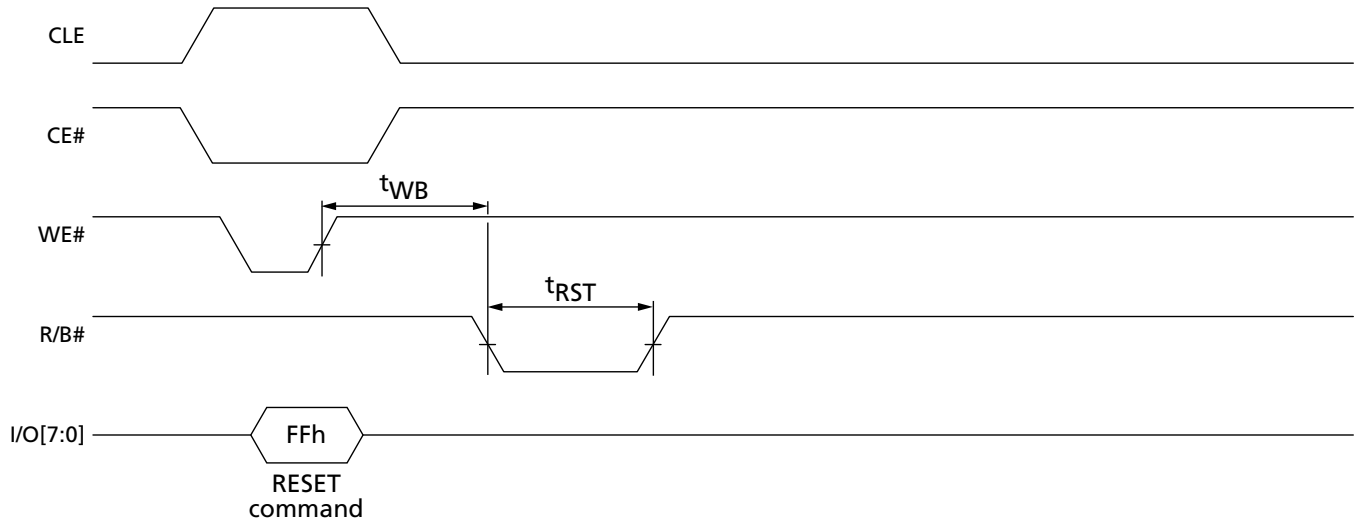 CLE
CE#
tWB
WE#
tRST
R/B#
I/O[7:0]
FFh
RESET
command